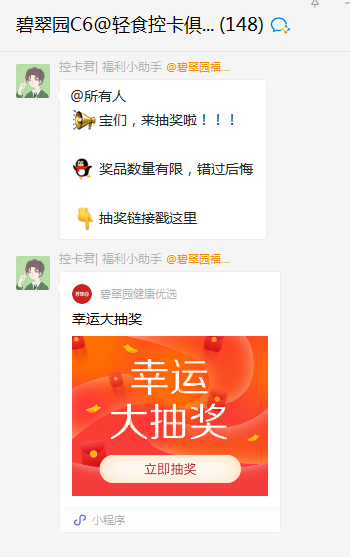 碧翠园C6@轻食控卡俱... (148)
控卡君| 福利小助手 @碧翠园福...
@所有人
宝们，来抽奖啦！！！
奖品数量有限，错过后悔
抽奖链接戳这里
控卡君| 福利小助手 @碧翠园福...
碧翠园健康优选
幸运大抽奖
幸运
大抽奖
立即抽奖
小程序